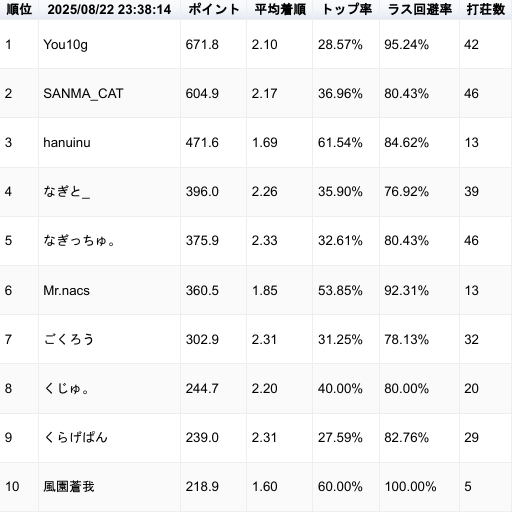 順位 2025/08/22 23:38:14 ポイント 平均着順 トップ率 ラス回避率 打荘数
1 You10g 671.8 2.10 28.57% 95.24% 42
2 SANMA_CAT 604.9 2.17 36.96% 80.43% 46
3 hanuinu 471.6 1.69 61.54% 84.62% 13
4 なぎと_ 396.0 2.26 35.90% 76.92% 39
5 なぎっちゅ。 375.9 2.33 32.61% 80.43% 46
6 Mr.nacs 360.5 1.85 53.85% 92.31% 13
7 ごくろう 302.9 2.31 31.25% 78.13% 32
8 くじゅ。 244.7 2.20 40.00% 80.00% 20
9 くらげぱん 239.0 2.31 27.59% 82.76% 29
10 風園蒼我 218.9 1.60 60.00% 100.00% 5